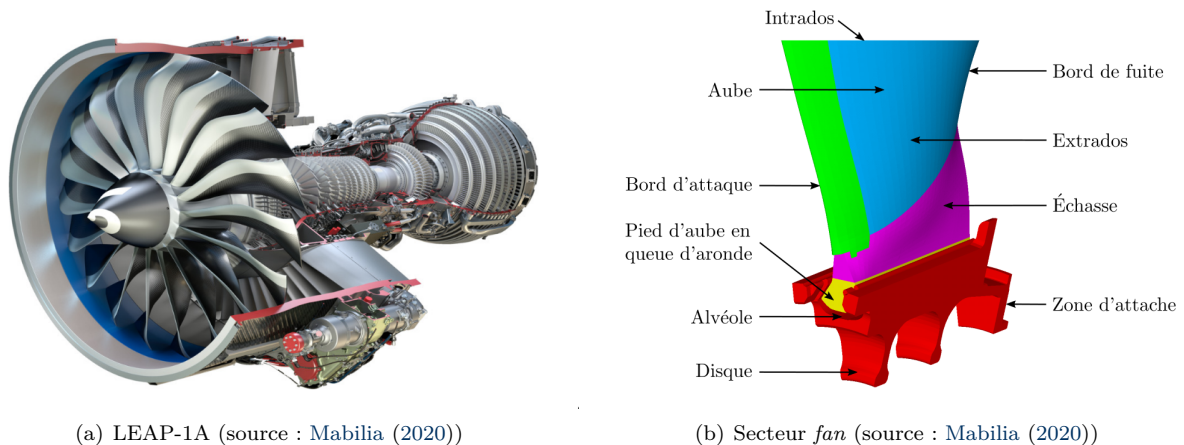 Intrados
Aube
Bord de fuite
Extrados
Bord d'attaque
Échasse
Pied d'aube en
queue d'aronde
Alvéole
Zone d'attache
Disque
(a) LEAP-1A (source : Mabilia (2020))
(b) Secteur fan (source : Mabilia (2020))